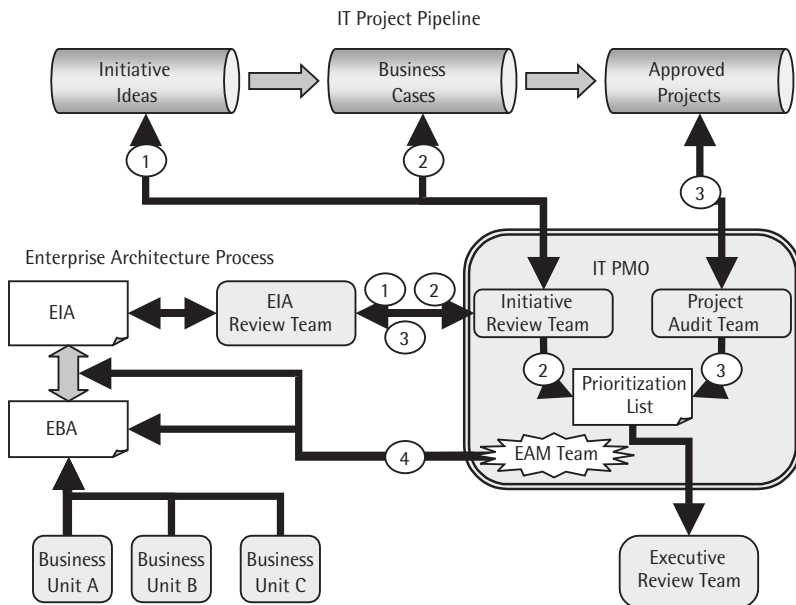 IT Project Pipeline
Initiative
Ideas
Business
Cases
Approved
Projects
1
2
3
Enterprise Architecture Process
IT PMO
EIA
EIA
Review Team
1
2
3
Initiative
Review Team
Project
Audit Team
2
3
Prioritization
List
EBA
4
EAM Team
Business
Unit A
Business
Unit B
Business
Unit C
Executive
Review Team